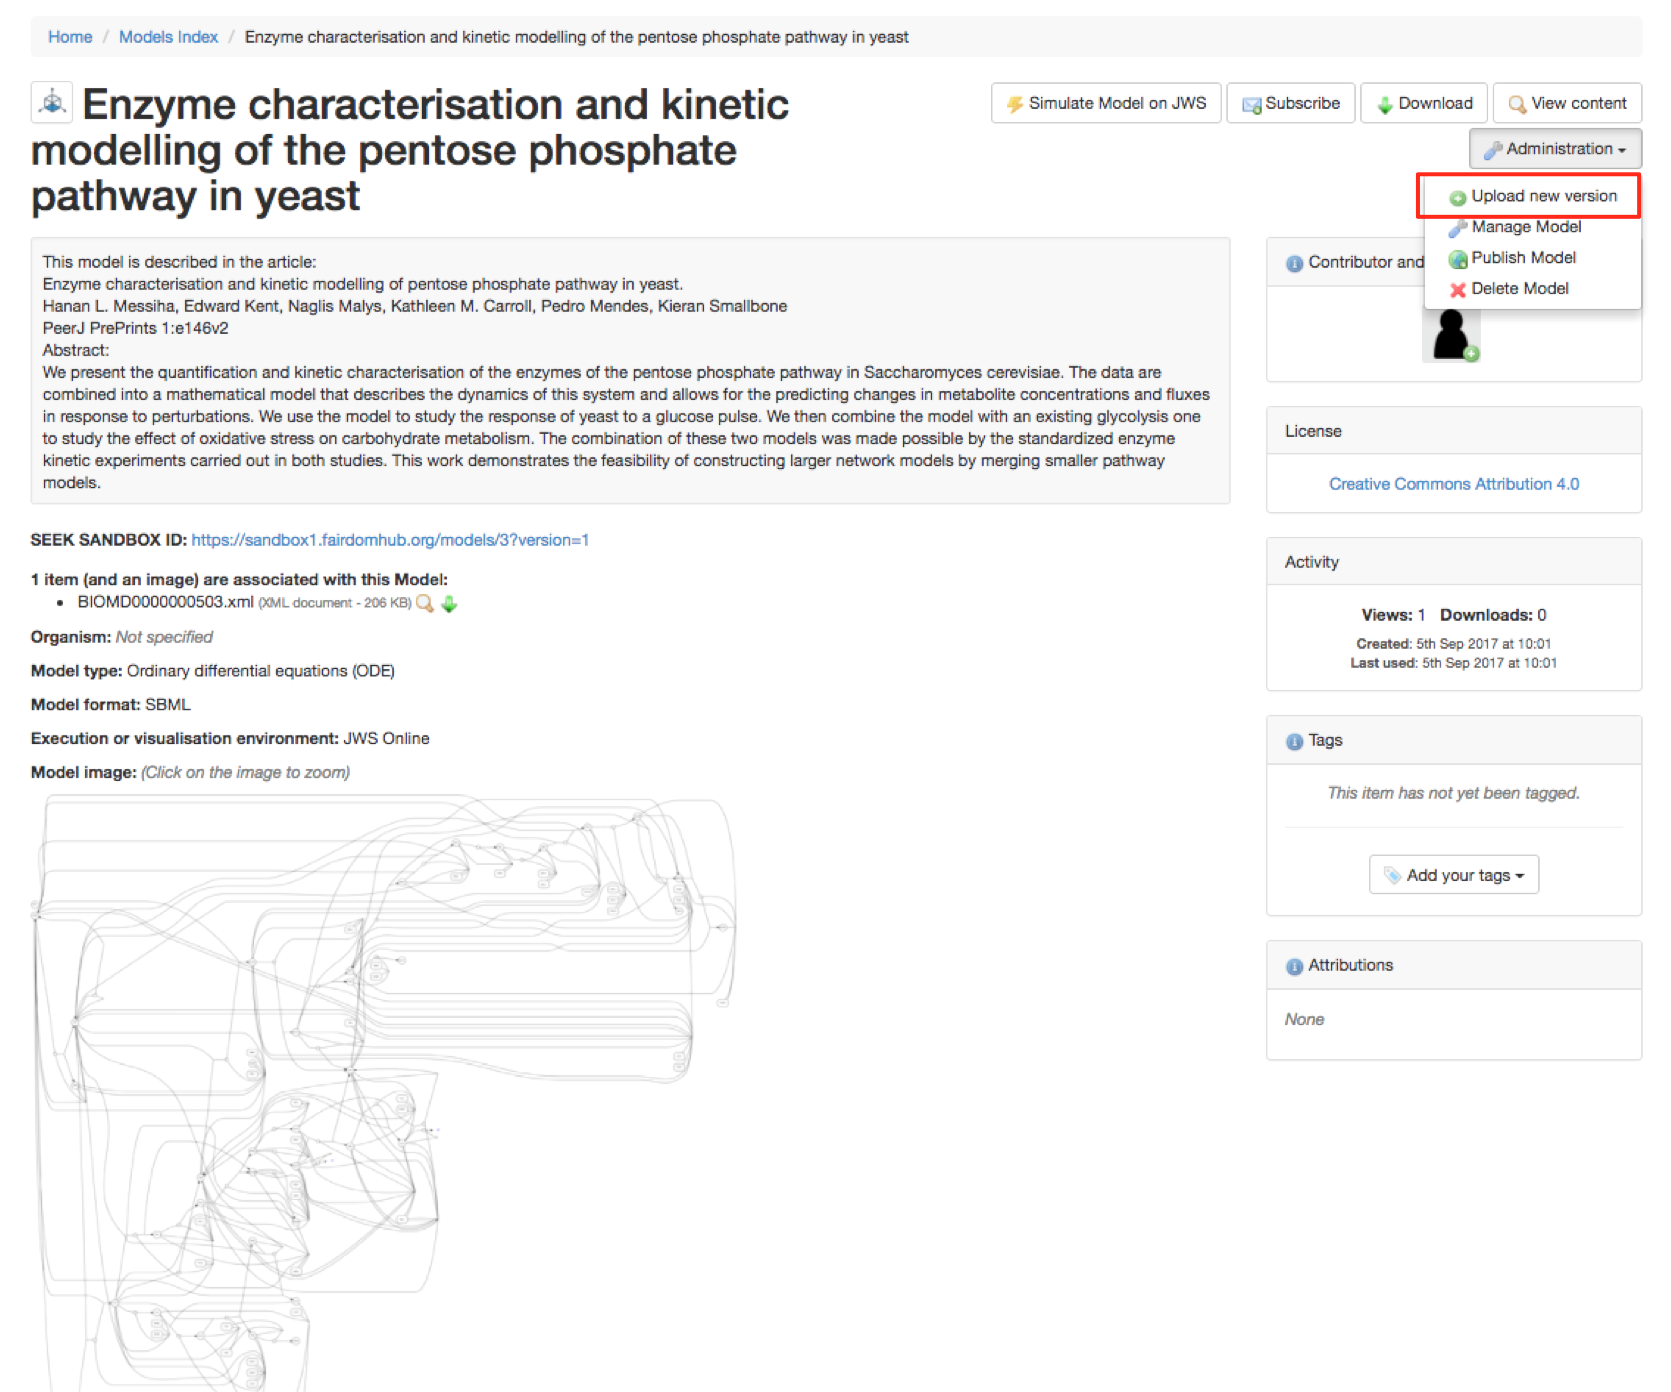 Home / Models Index / Enzyme characterisation and kinetic modelling of the pentose phosphate pathway in yeast
Enzyme characterisation and kinetic
modelling of the pentose phosphate
pathway in yeast
Simulate Model on JWS
Subscribe
Download
View content
Administration
Upload new version
Manage Model
Publish Model
Delete Model
This model is described in the article:
Enzyme characterisation and kinetic modelling of pentose phosphate pathway in yeast.
Hanan L. Messiha, Edward Kent, Naglis Malys, Kathleen M. Carroll, Pedro Mendes, Kieran Smallbone
PeerJ PrePrints 1:e146v2
Abstract:
We present the quantification and kinetic characterisation of the enzymes of the pentose phosphate pathway in Saccharomyces cerevisiae. The data are
combined into a mathematical model that describes the dynamics of this system and allows for the predicting changes in metabolite concentrations and fluxes
in response to perturbations. We use the model to study the response of yeast to a glucose pulse. We then combine the model with an existing glycolysis one
to study the effect of oxidative stress on carbohydrate metabolism. The combination of these two models was made possible by the standardized enzyme
kinetic experiments carried out in both studies. This work demonstrates the feasibility of constructing larger network models by merging smaller pathway
models.
SEEK SANDBOX ID: https://sandbox1.fairdomhub.org/models/3?version=1
1 item (and an image) are associated with this Model:
• BIOMD0000000503.xml (XML document - 206 KB)
Organism: Not specified
Model type: Ordinary differential equations (ODE)
Model format: SBML
Execution or visualisation environment: JWS Online
Model image: (Click on the image to zoom)
Contributor and
License
Creative Commons Attribution 4.0
Activity
Views: 1 Downloads: 0
Created: 5th Sep 2017 at 10:01
Last used: 5th Sep 2017 at 10:01
Tags
This item has not yet been tagged.
Add your tags
Attributions
None